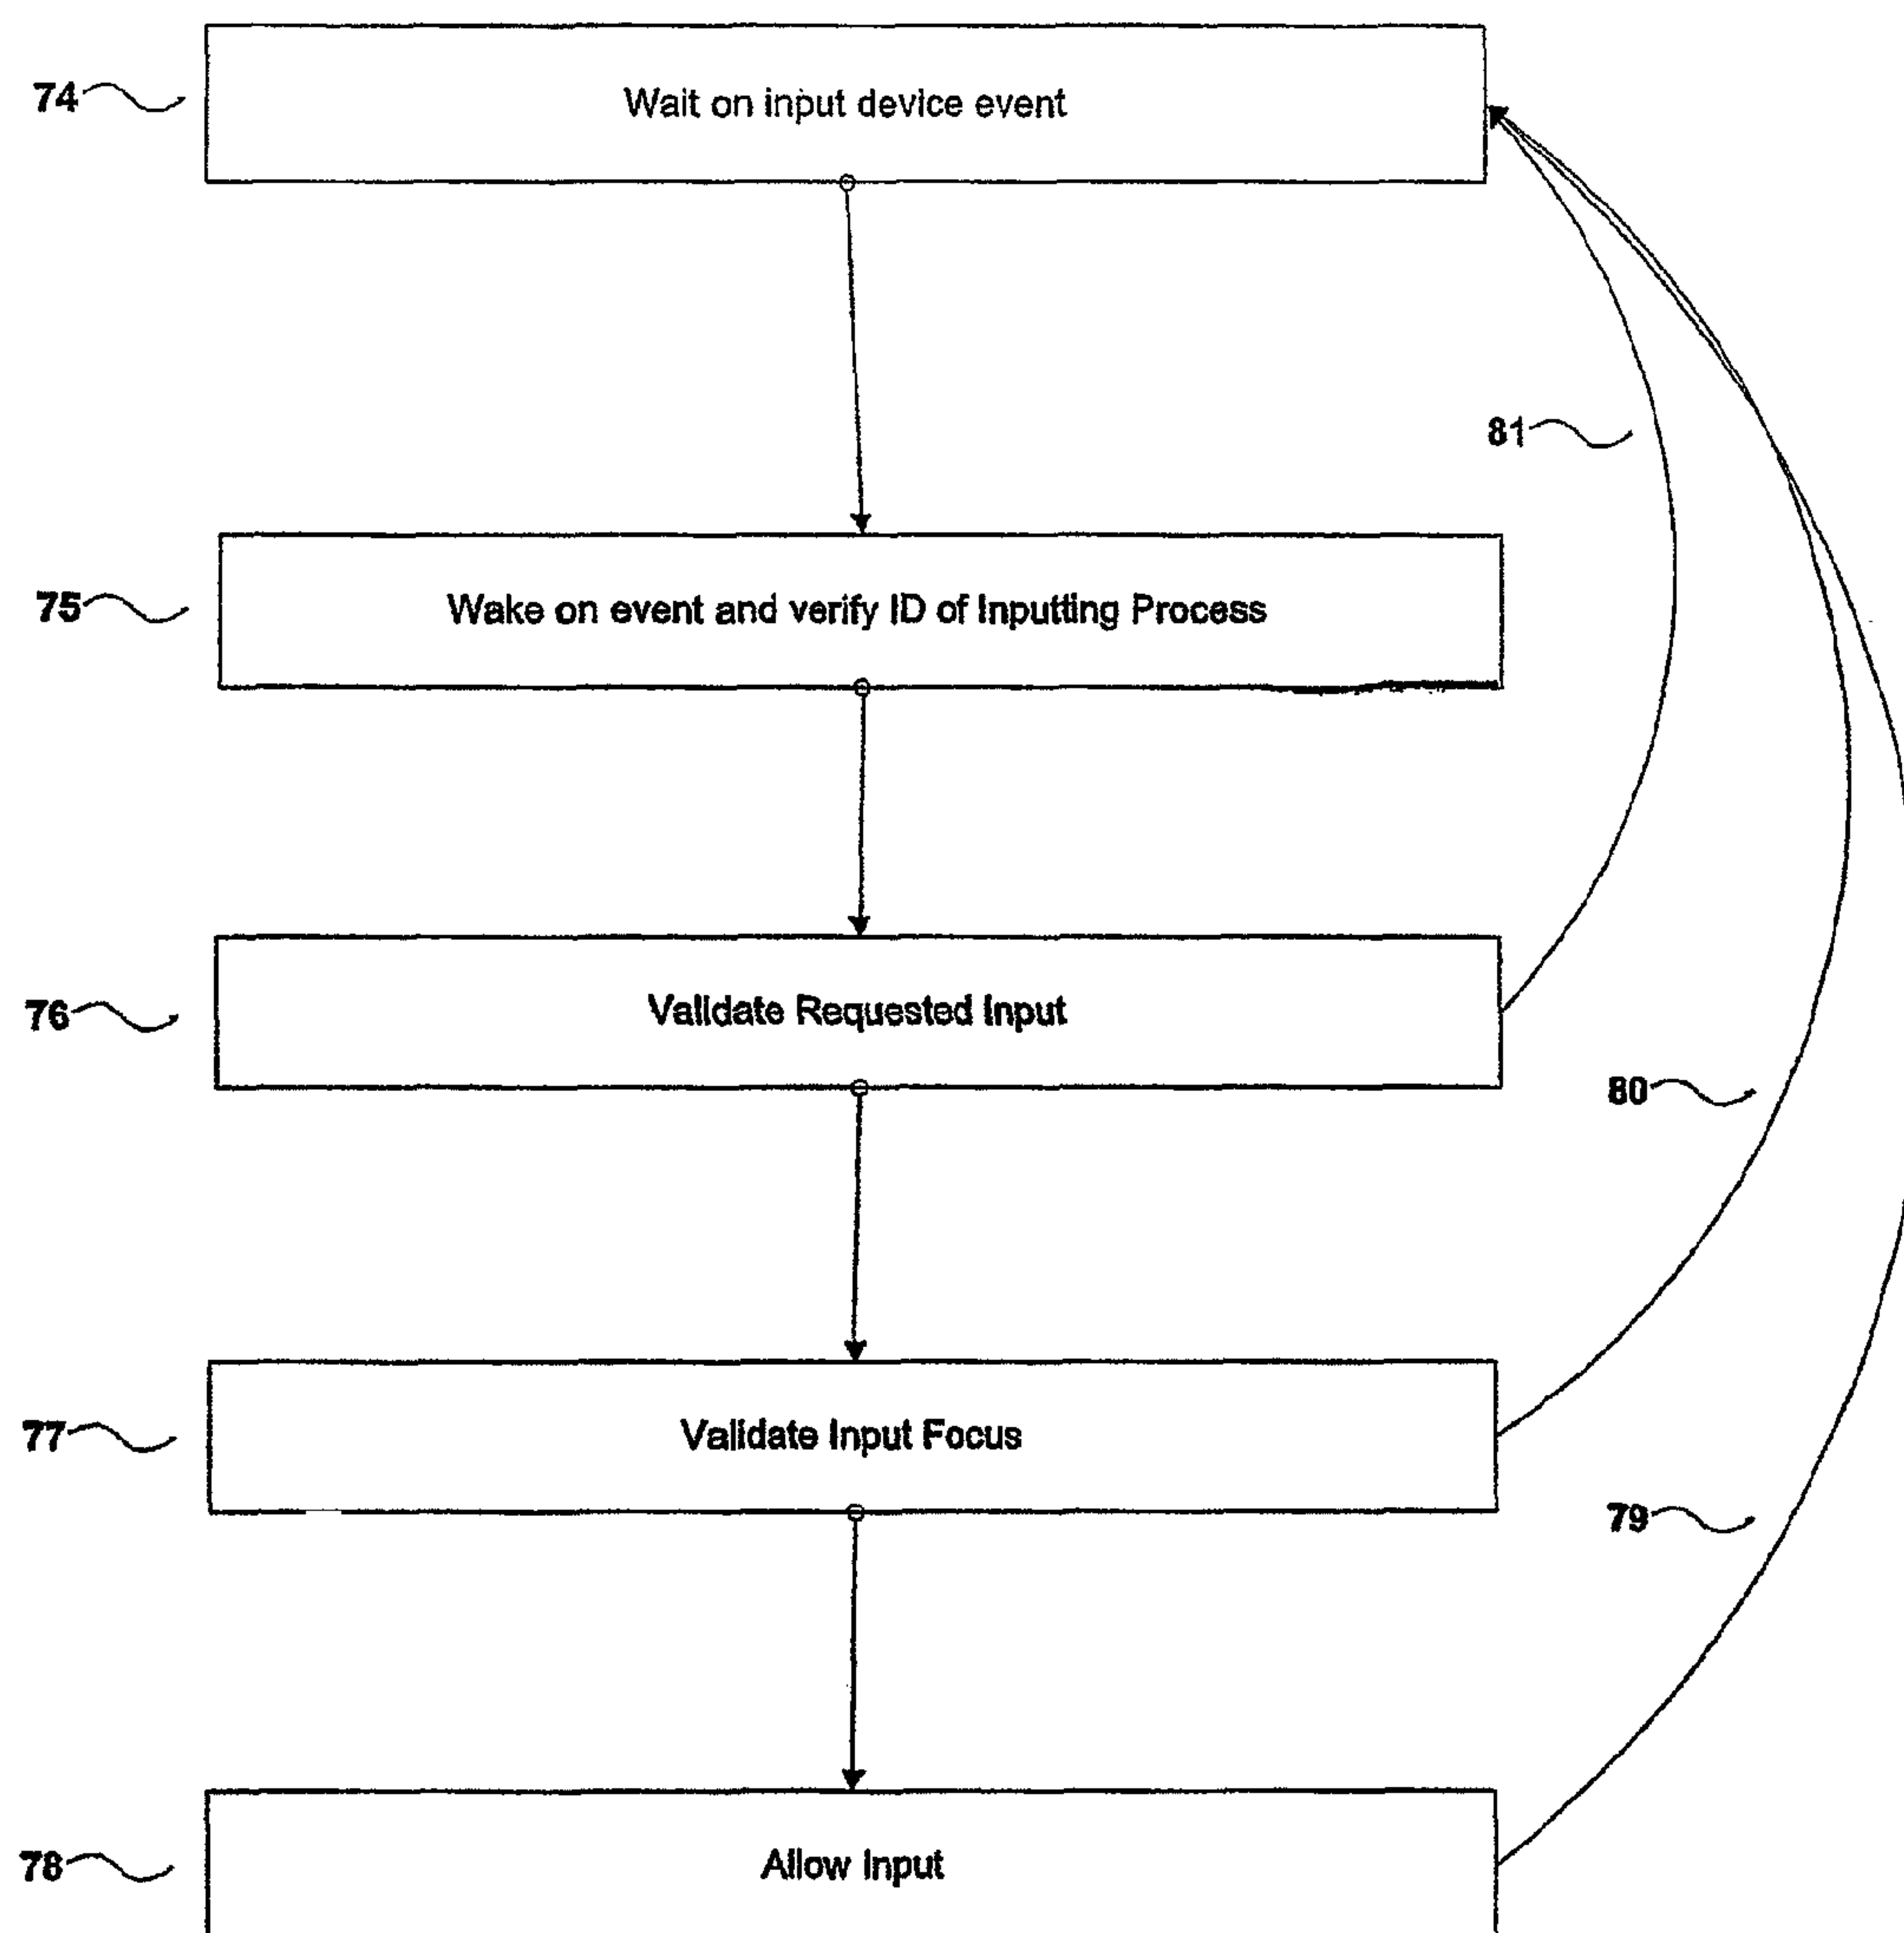 74
Wait on input device event
81
75
Wake on event and verify ID of Inputting Process
76
Validate Requested Input
80
77
Validate Input Focus
79
78
Allow Input